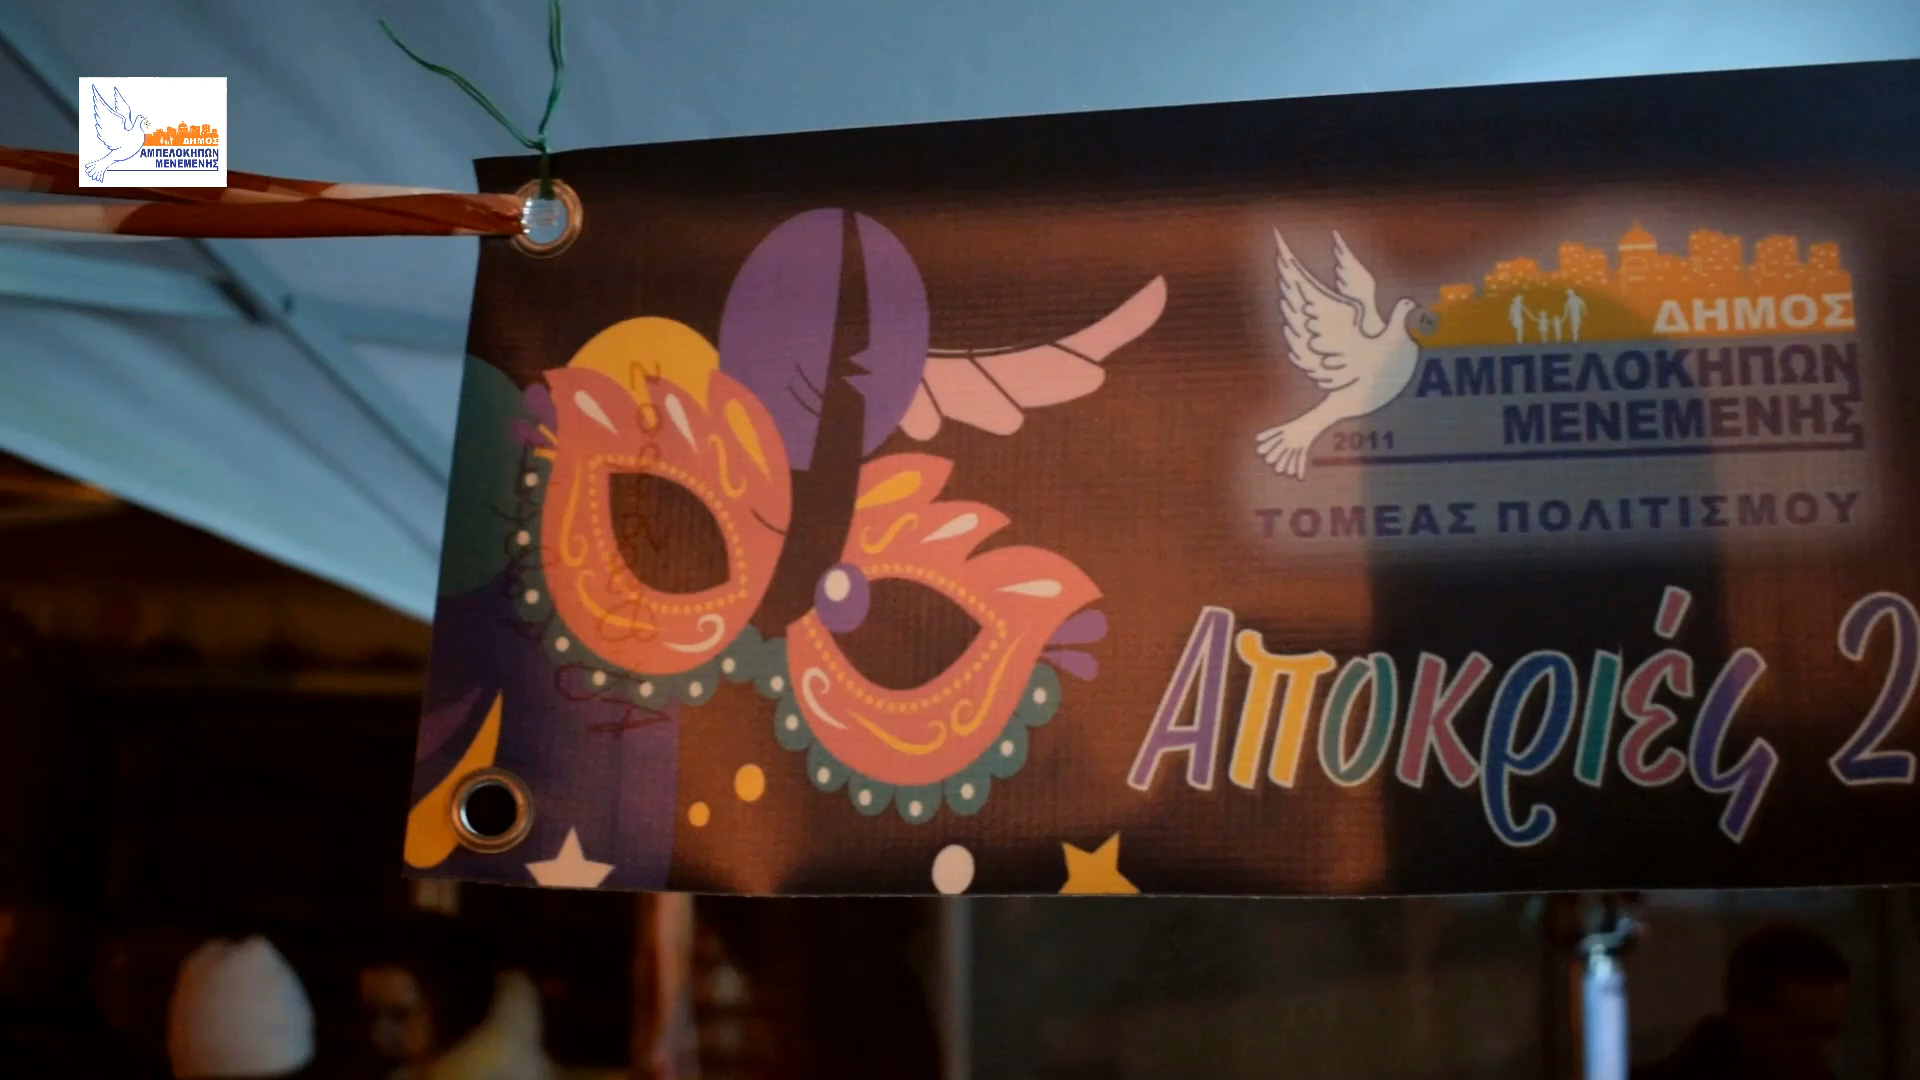 ΔΗΜΟΣ
ΑΜΠΕΛΟΚΗΠΩΝ
ΜΕΝΕΜΕΝΗΣ
ΔΗΜΟΣ
ΑΜΠΕΛΟΚΗΠΩΝ
ΜΕΝΕΜΕΝΗΣ
2011
ΤΟΜΕΑΣ ΠΟΛΙΤΙΣΜΟΥ
Αποκριές 2